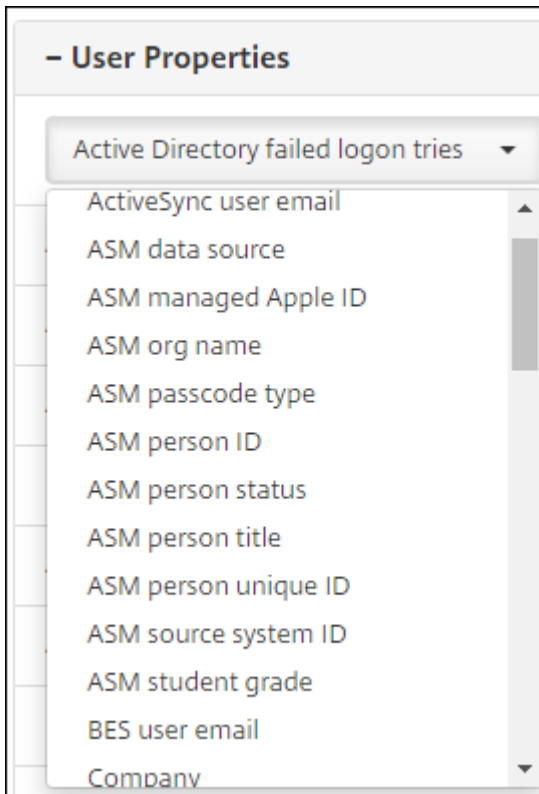 – User Properties
Active Directory failed logon tries
ActiveSync user email
ASM data source
ASM managed Apple ID
ASM org name
ASM passcode type
ASM person ID
ASM person status
ASM person title
ASM person unique ID
ASM source system ID
ASM student grade
BES user email
Company